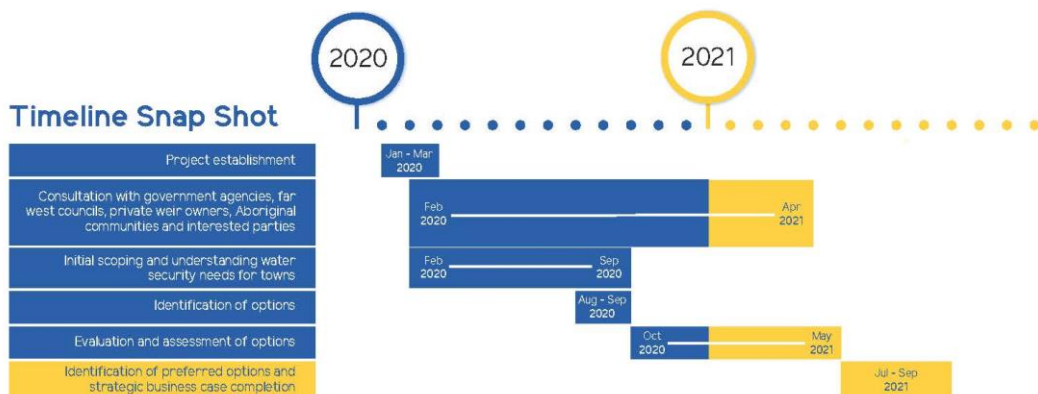 2020
2021
Timeline Snap Shot
Project establishment
Jan - Mar
2020
Consultation with government agencies, far
west councils, private weir owners, Aboriginal
communities and interested parties
Feb
2020
Apr
2021
Initial scoping and understanding water
security needs for towns
Feb
2020
Sep
2020
Identification of options
Aug - Sep
2020
Evaluation and assessment of options
Oct
2020
May
2021
Identification of preferred options and
strategic business case completion
Jul - Sep
2021